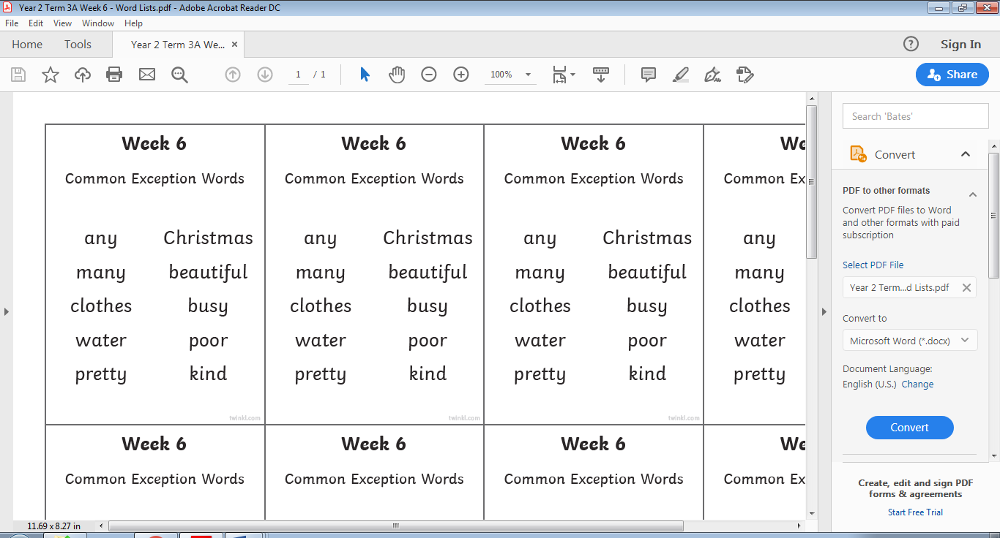 Year 2 Term 3A Week 6 - Word Lists.pdf - Adobe Acrobat Reader DC
File Edit View Window Help
Home Tools Year 2 Term 3A We... × Sign In
1 / 1 100% Share
Week 6 Week 6 Week 6 We
Common Exception Words Common Exception Words Common Exception Words Common Ex
any Christmas any Christmas any Christmas any
many beautiful many beautiful many beautiful many
clothes busy clothes busy clothes busy clothes
water poor water poor water poor water
pretty kind pretty kind pretty kind pretty
twinkl.com twinkl.com twinkl.com
Week 6 Week 6 Week 6 We
Common Exception Words Common Exception Words Common Exception Words Common Ex
11.69 x 8.27 in
Search 'Bates'
Convert
PDF to other formats
Convert PDF files to Word
and other formats with paid
subscription
Select PDF File
Year 2 Term...d Lists.pdf
Convert to
Microsoft Word (*.docx)
Document Language:
English (U.S.) Change
Convert
Create, edit and sign PDF
forms & agreements
Start Free Trial